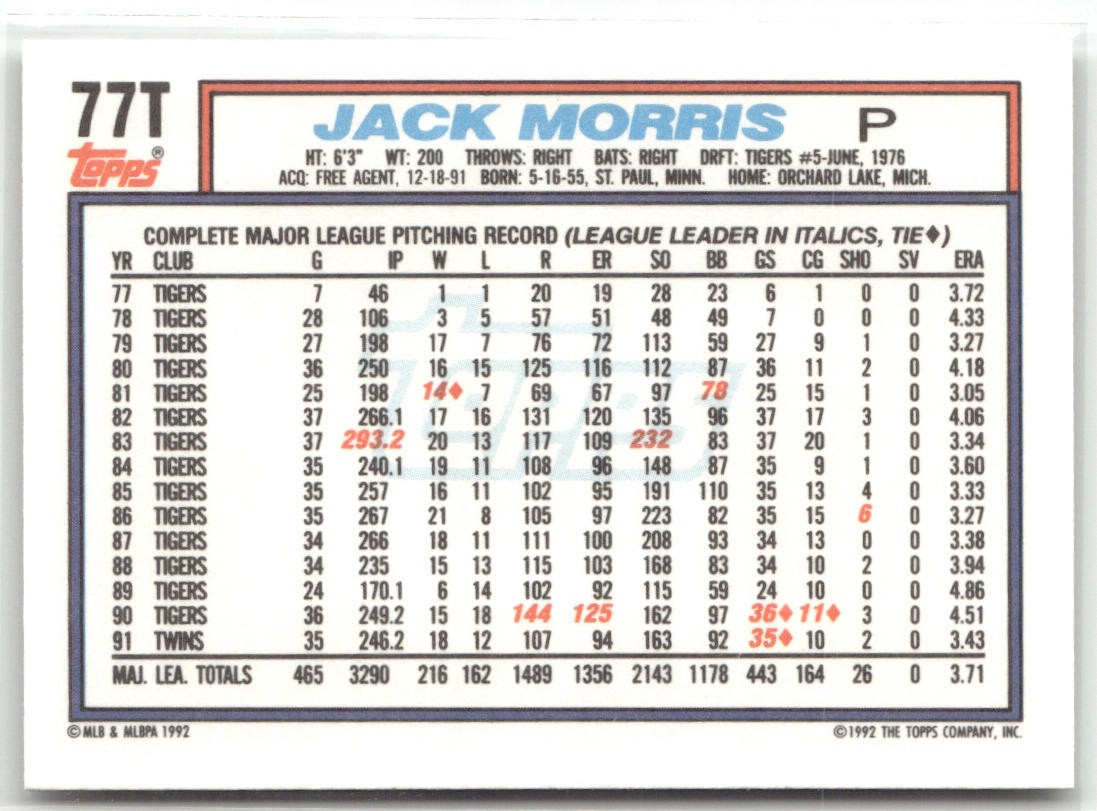 77T
Topps®
JACK MORRIS P
HT: 6'3" WT: 200 THROWS: RIGHT BATS: RIGHT DRFT: TIGERS #5-JUNE, 1976
ACQ: FREE AGENT, 12-18-91 BORN: 5-16-55, ST. PAUL, MINN. HOME: ORCHARD LAKE, MICH.
COMPLETE MAJOR LEAGUE PITCHING RECORD (LEAGUE LEADER IN ITALICS, TIE♦)
YR CLUB G IP W L R ER SO BB GS CG SHO SV ERA
77 TIGERS 7 46 1 1 20 19 28 23 6 1 0 0 3.72
78 TIGERS 28 106 3 5 57 51 48 49 7 0 0 0 4.33
79 TIGERS 27 198 17 7 76 72 113 59 27 9 1 0 3.27
80 TIGERS 36 250 16 15 125 116 112 87 36 11 2 0 4.18
81 TIGERS 25 198 14♦ 7 69 67 97 78 25 15 1 0 3.05
82 TIGERS 37 266.1 17 16 131 120 135 96 37 17 3 0 4.06
83 TIGERS 37 293.2 20 13 117 109 232 83 37 20 1 0 3.34
84 TIGERS 35 240.1 19 11 108 96 148 87 35 9 1 0 3.60
85 TIGERS 35 257 16 11 102 95 191 110 35 13 4 0 3.33
86 TIGERS 35 267 21 8 105 97 223 82 35 15 6 0 3.27
87 TIGERS 34 266 18 11 111 100 208 93 34 13 0 0 3.38
88 TIGERS 34 235 15 13 115 103 168 83 34 10 2 0 3.94
89 TIGERS 24 170.1 6 14 102 92 115 59 24 10 0 0 4.86
90 TIGERS 36 249.2 15 18 144 125 162 97 36♦ 11♦ 3 0 4.51
91 TWINS 35 246.2 18 12 107 94 163 92 35♦ 10 2 0 3.43
MAJ. LEA. TOTALS 465 3290 216 162 1489 1356 2143 1178 443 164 26 0 3.71
topps
© MLB & MLBPA 1992
©1992 THE TOPPS COMPANY, INC.